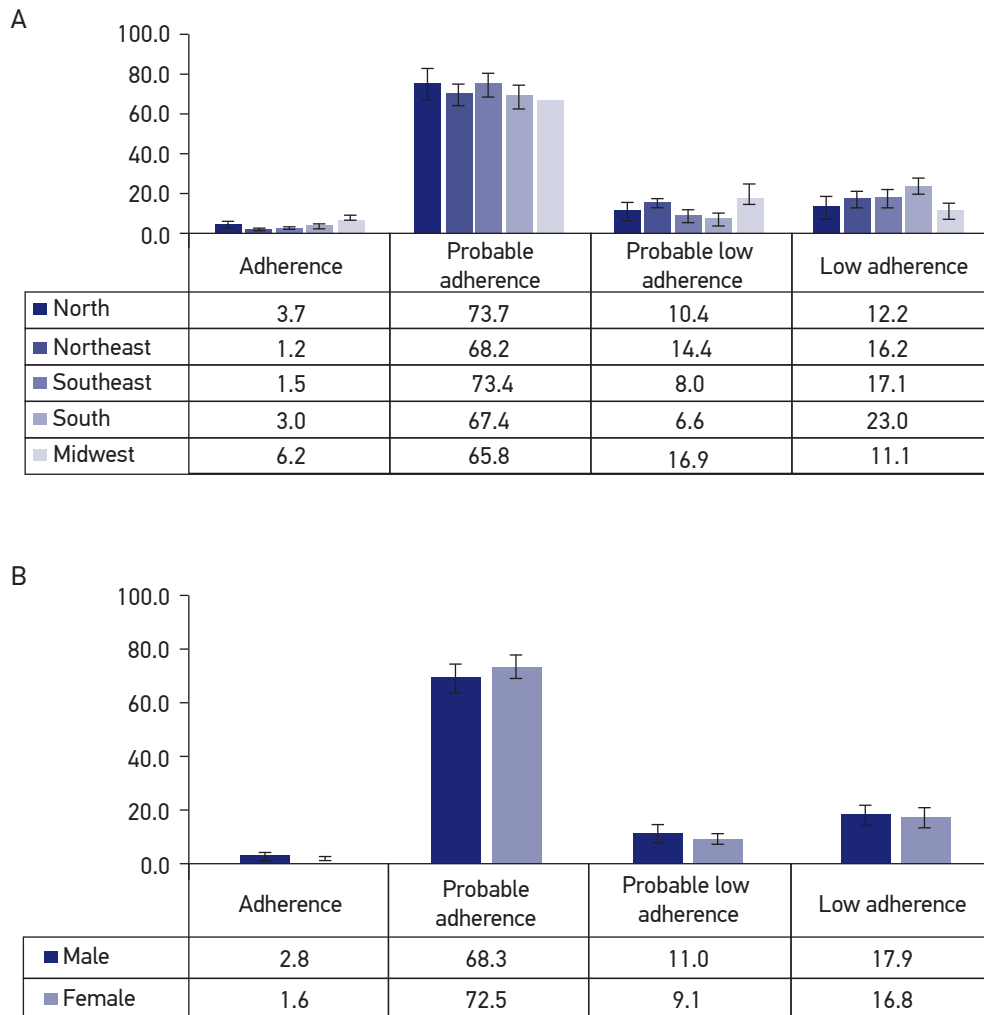 A
100.0
80.0
60.0
40.0
20.0
0.0
Adherence
Probable
adherence
Probable low
adherence
Low adherence
North 3.7 73.7 10.4 12.2
Northeast 1.2 68.2 14.4 16.2
Southeast 1.5 73.4 8.0 17.1
South 3.0 67.4 6.6 23.0
Midwest 6.2 65.8 16.9 11.1
B
100.0
80.0
60.0
40.0
20.0
0.0
Adherence
Probable
adherence
Probable low
adherence
Low adherence
Male 2.8 68.3 11.0 17.9
Female 1.6 72.5 9.1 16.8